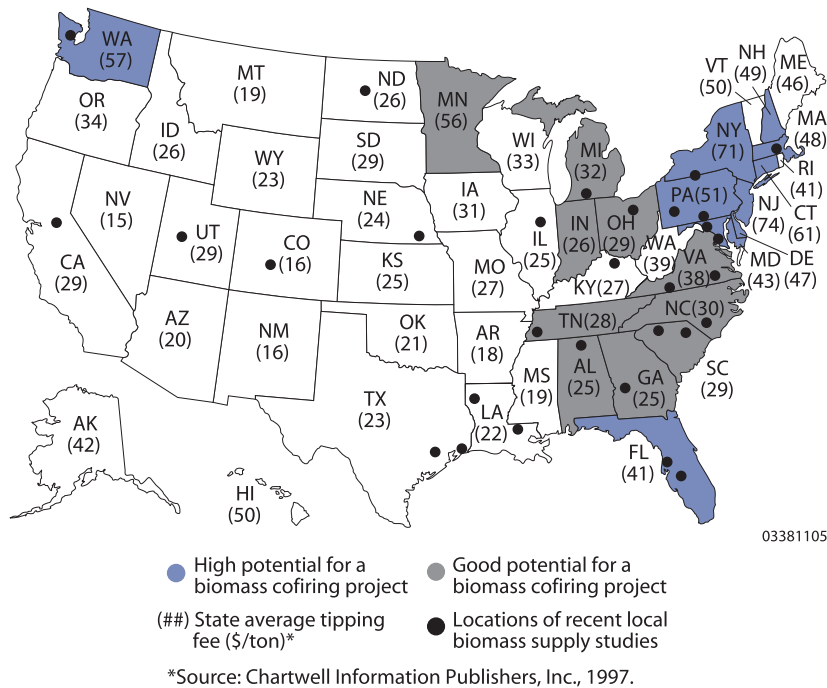 WA
(57)
OR
(34)
CA
(29)
NV
(15)
ID
(26)
MT
(19)
WY
(23)
UT
(29)
CO
(16)
AZ
(20)
NM
(16)
ND
(26)
SD
(29)
NE
(24)
KS
(25)
OK
(21)
TX
(23)
MN
(56)
IA
(31)
MO
(27)
AR
(18)
LA
(22)
WI
(33)
IL
(25)
MS
(19)
MI
(32)
IN
(26)
OH
(29)
KY(27)
TN(28)
AL
(25)
GA
(25)
FL
(41)
SC
(29)
NC(30)
VA
(38)
WA
(39)
PA(51)
NY
(71)
VT
(50)
NH
(49)
ME
(46)
MA
(48)
RI
(41)
CT
(61)
NJ
(74)
DE
(47)
MD
(43)
AK
(42)
HI
(50)
03381105
High potential for a
biomass cofiring project
Good potential for a
biomass cofiring project
(##) State average tipping
fee ($/ton)*
Locations of recent local
biomass supply studies
*Source: Chartwell Information Publishers, Inc., 1997.